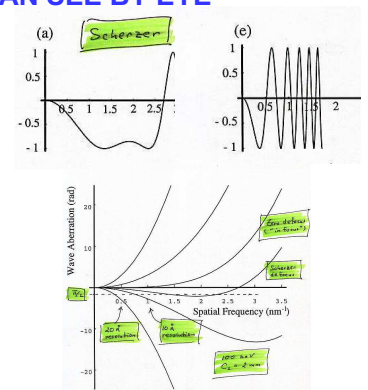 AN SEE BY EYE
(a)
Scherzer
1
0.5
- 0.5
- 1
0.5 1 1.5 2 2.5
(e)
1
0.5
- 0.5
- 1
0.5 1 1.5 2
Wave Aberration (rad)
20
10
-10
-20
π/2
0.5 1 1.5 2 2.5 3 3.5
Spatial Frequency (nm⁻¹)
Zero defocus
("in focus")
Scherzer
defocus
20 Å
resolution
10 Å
resolution
100 keV
Cs = 2 mm